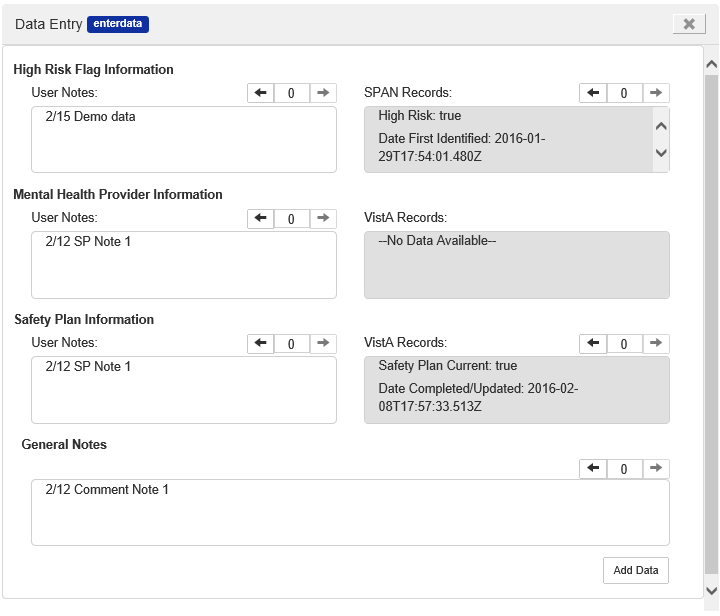 Data Entry enterdata
High Risk Flag Information
User Notes: 0
2/15 Demo data
SPAN Records: 0
High Risk: true
Date First Identified: 2016-01-
29T17:54:01.480Z
Mental Health Provider Information
User Notes: 0
2/12 SP Note 1
VistA Records:
--No Data Available--
Safety Plan Information
User Notes: 0
2/12 SP Note 1
VistA Records: 0
Safety Plan Current: true
Date Completed/Updated: 2016-02-
08T17:57:33.513Z
General Notes
0
2/12 Comment Note 1
Add Data